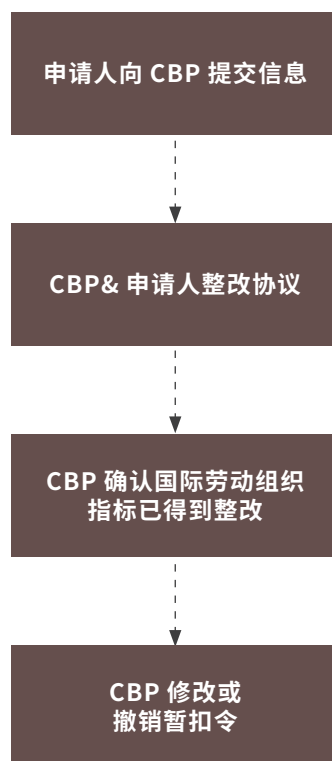 申请人向 CBP 提交信息
CBP& 申请人整改协议
CBP 确认国际劳动组织
指标已得到整改
CBP 修改或
撤销暂扣令